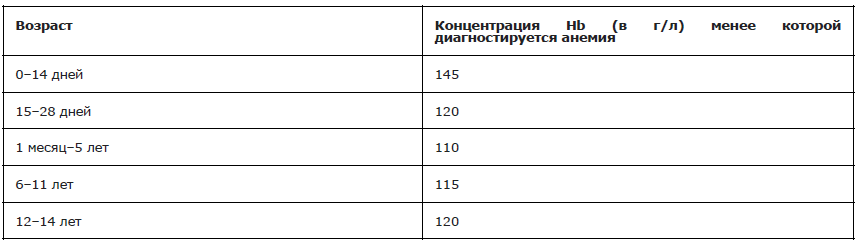 Возраст
Концентрация Hb (в г/л) менее которой
диагностируется анемия
0–14 дней
145
15–28 дней
120
1 месяц–5 лет
110
6–11 лет
115
12–14 лет
120